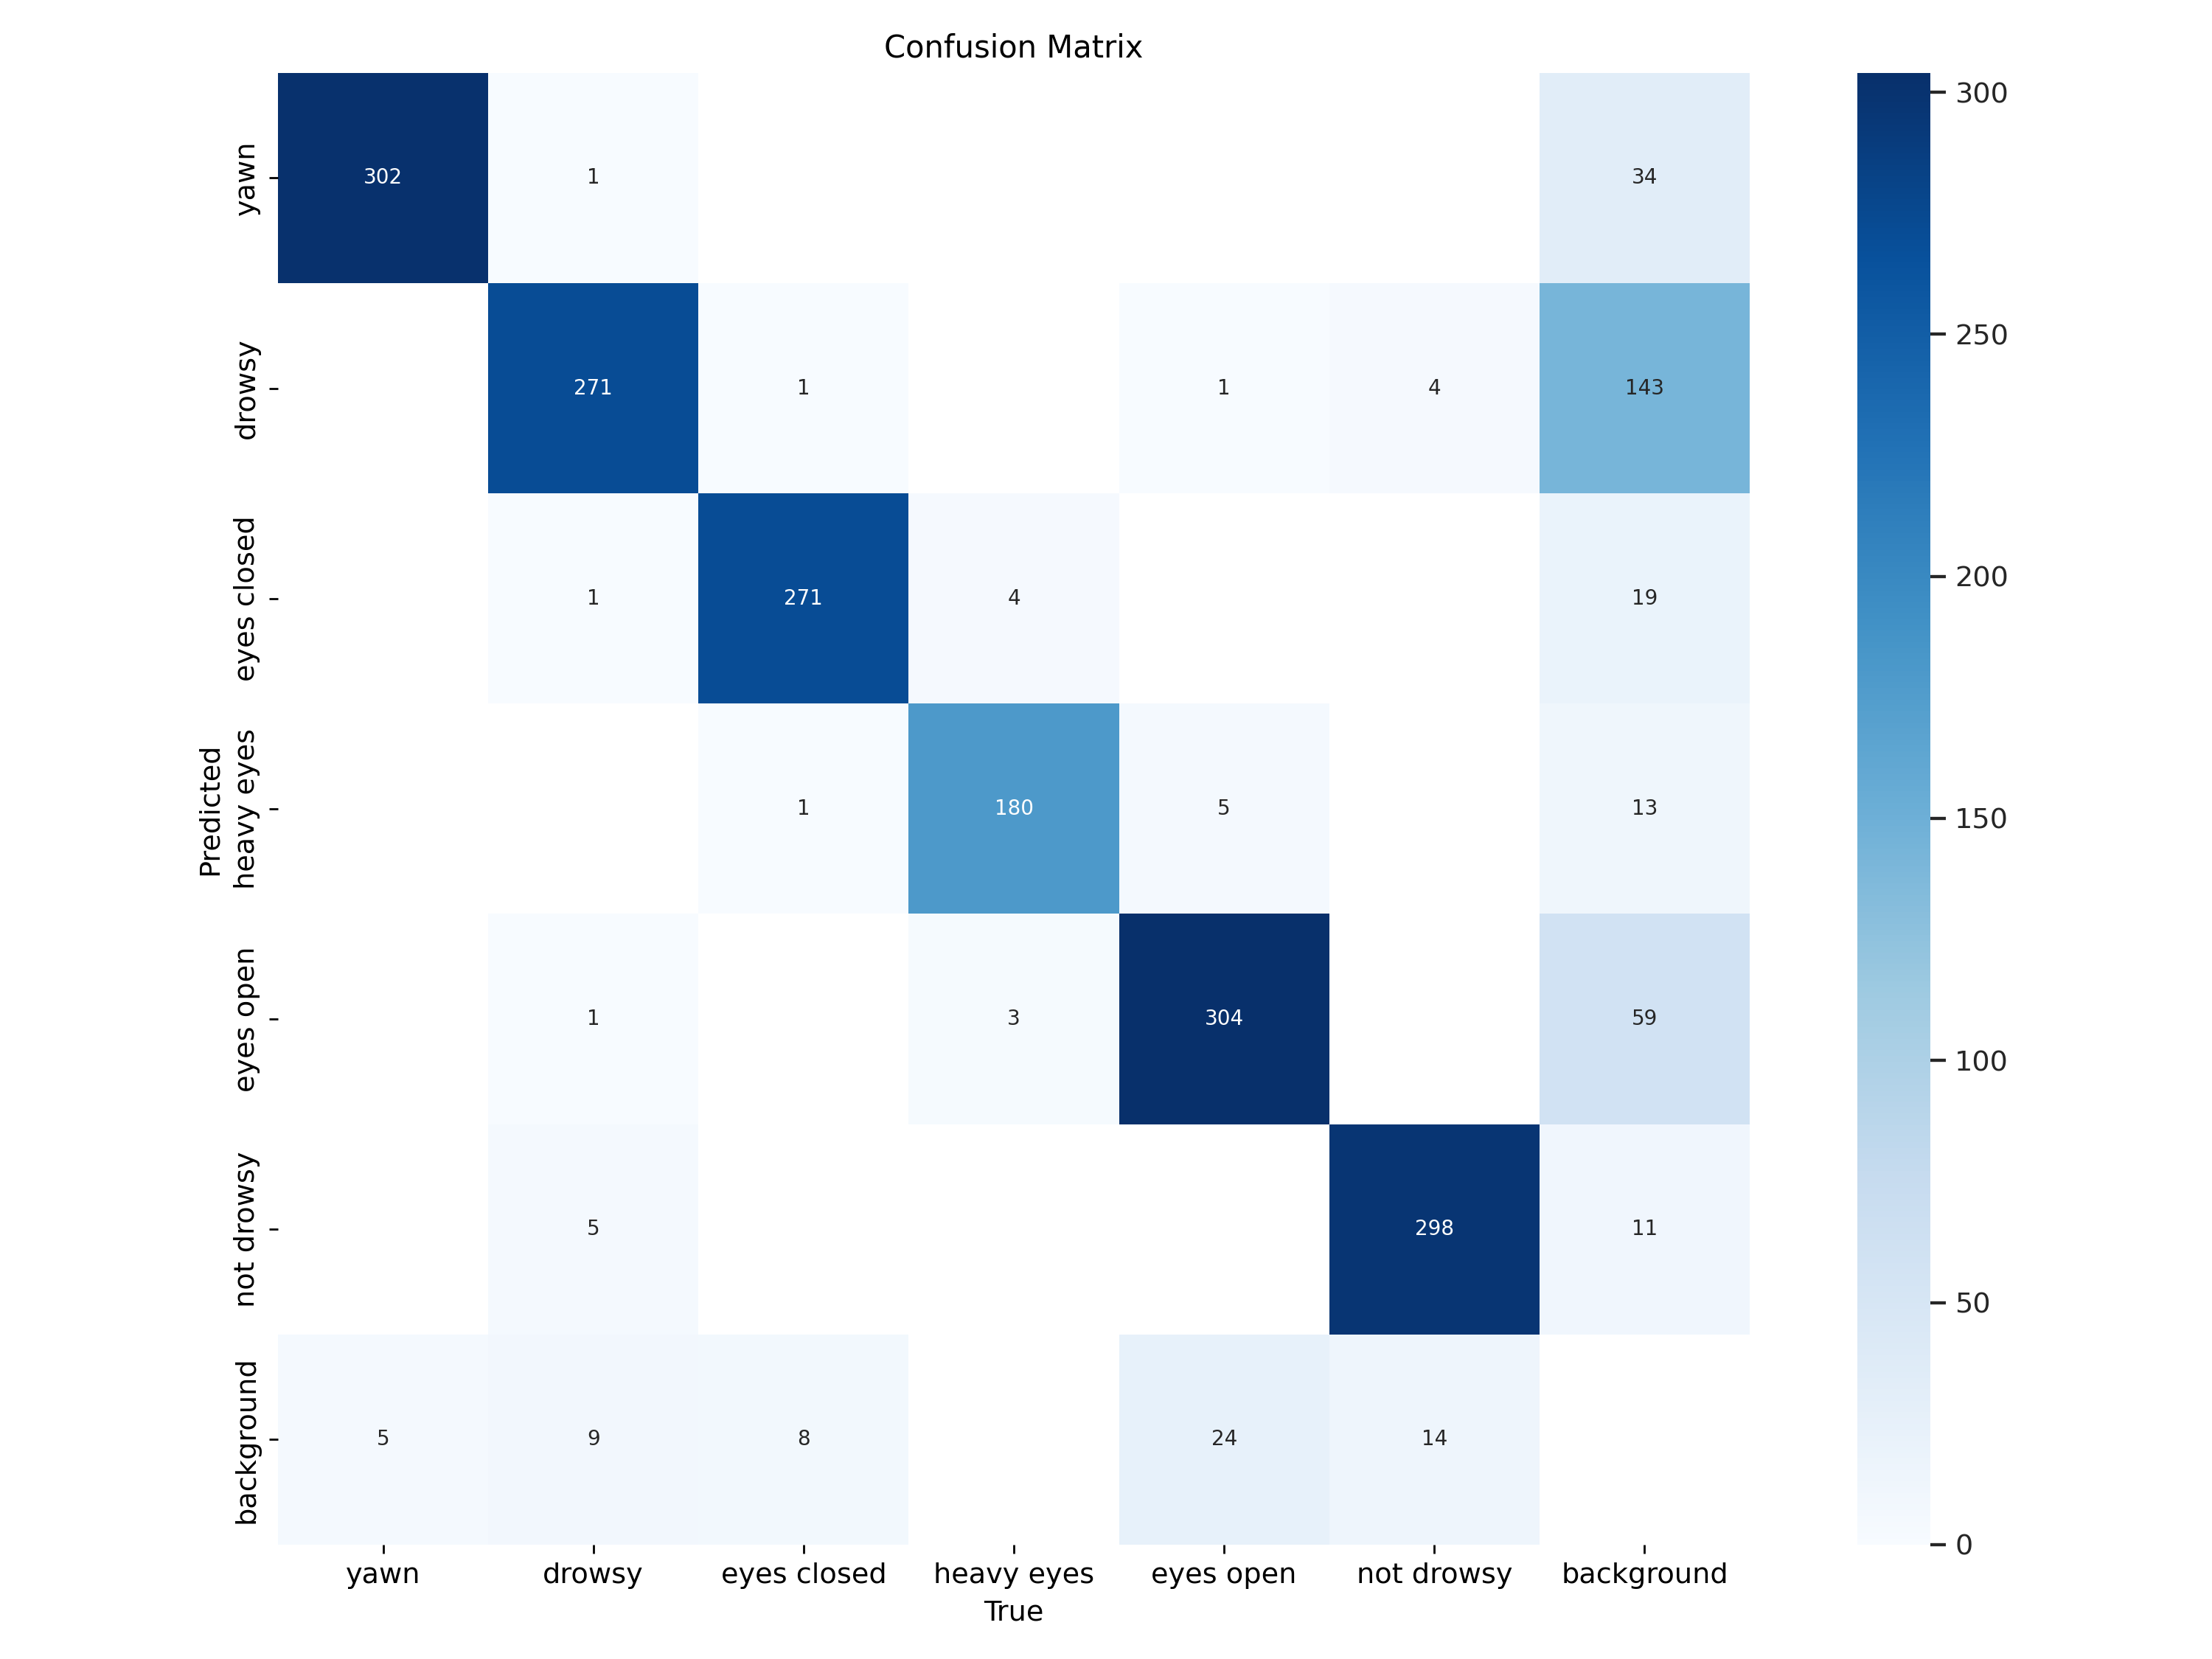 Confusion Matrix
yawn
302
1
34
300
drowsy
271
1
1
4
143
250
eyes closed
1
271
4
19
200
Predicted
heavy eyes
1
180
5
13
150
eyes open
1
3
304
59
100
not drowsy
5
298
11
50
background
5
9
8
24
14
0
yawn
drowsy
eyes closed
heavy eyes
eyes open
not drowsy
background
True